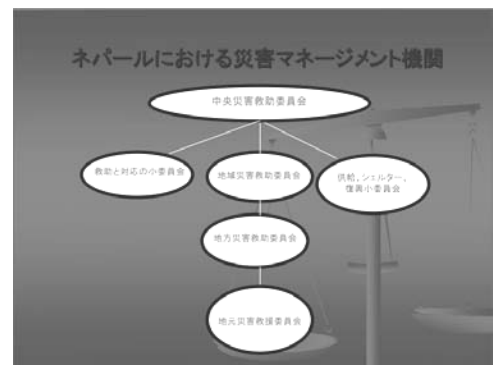 ネパールにおける災害マネージメント機関
中央災害救助委員会
救助と対応の小委員会
地域災害救助委員会
供給、シェルター、
復興小委員会
地方災害救助委員会
地元災害救援委員会